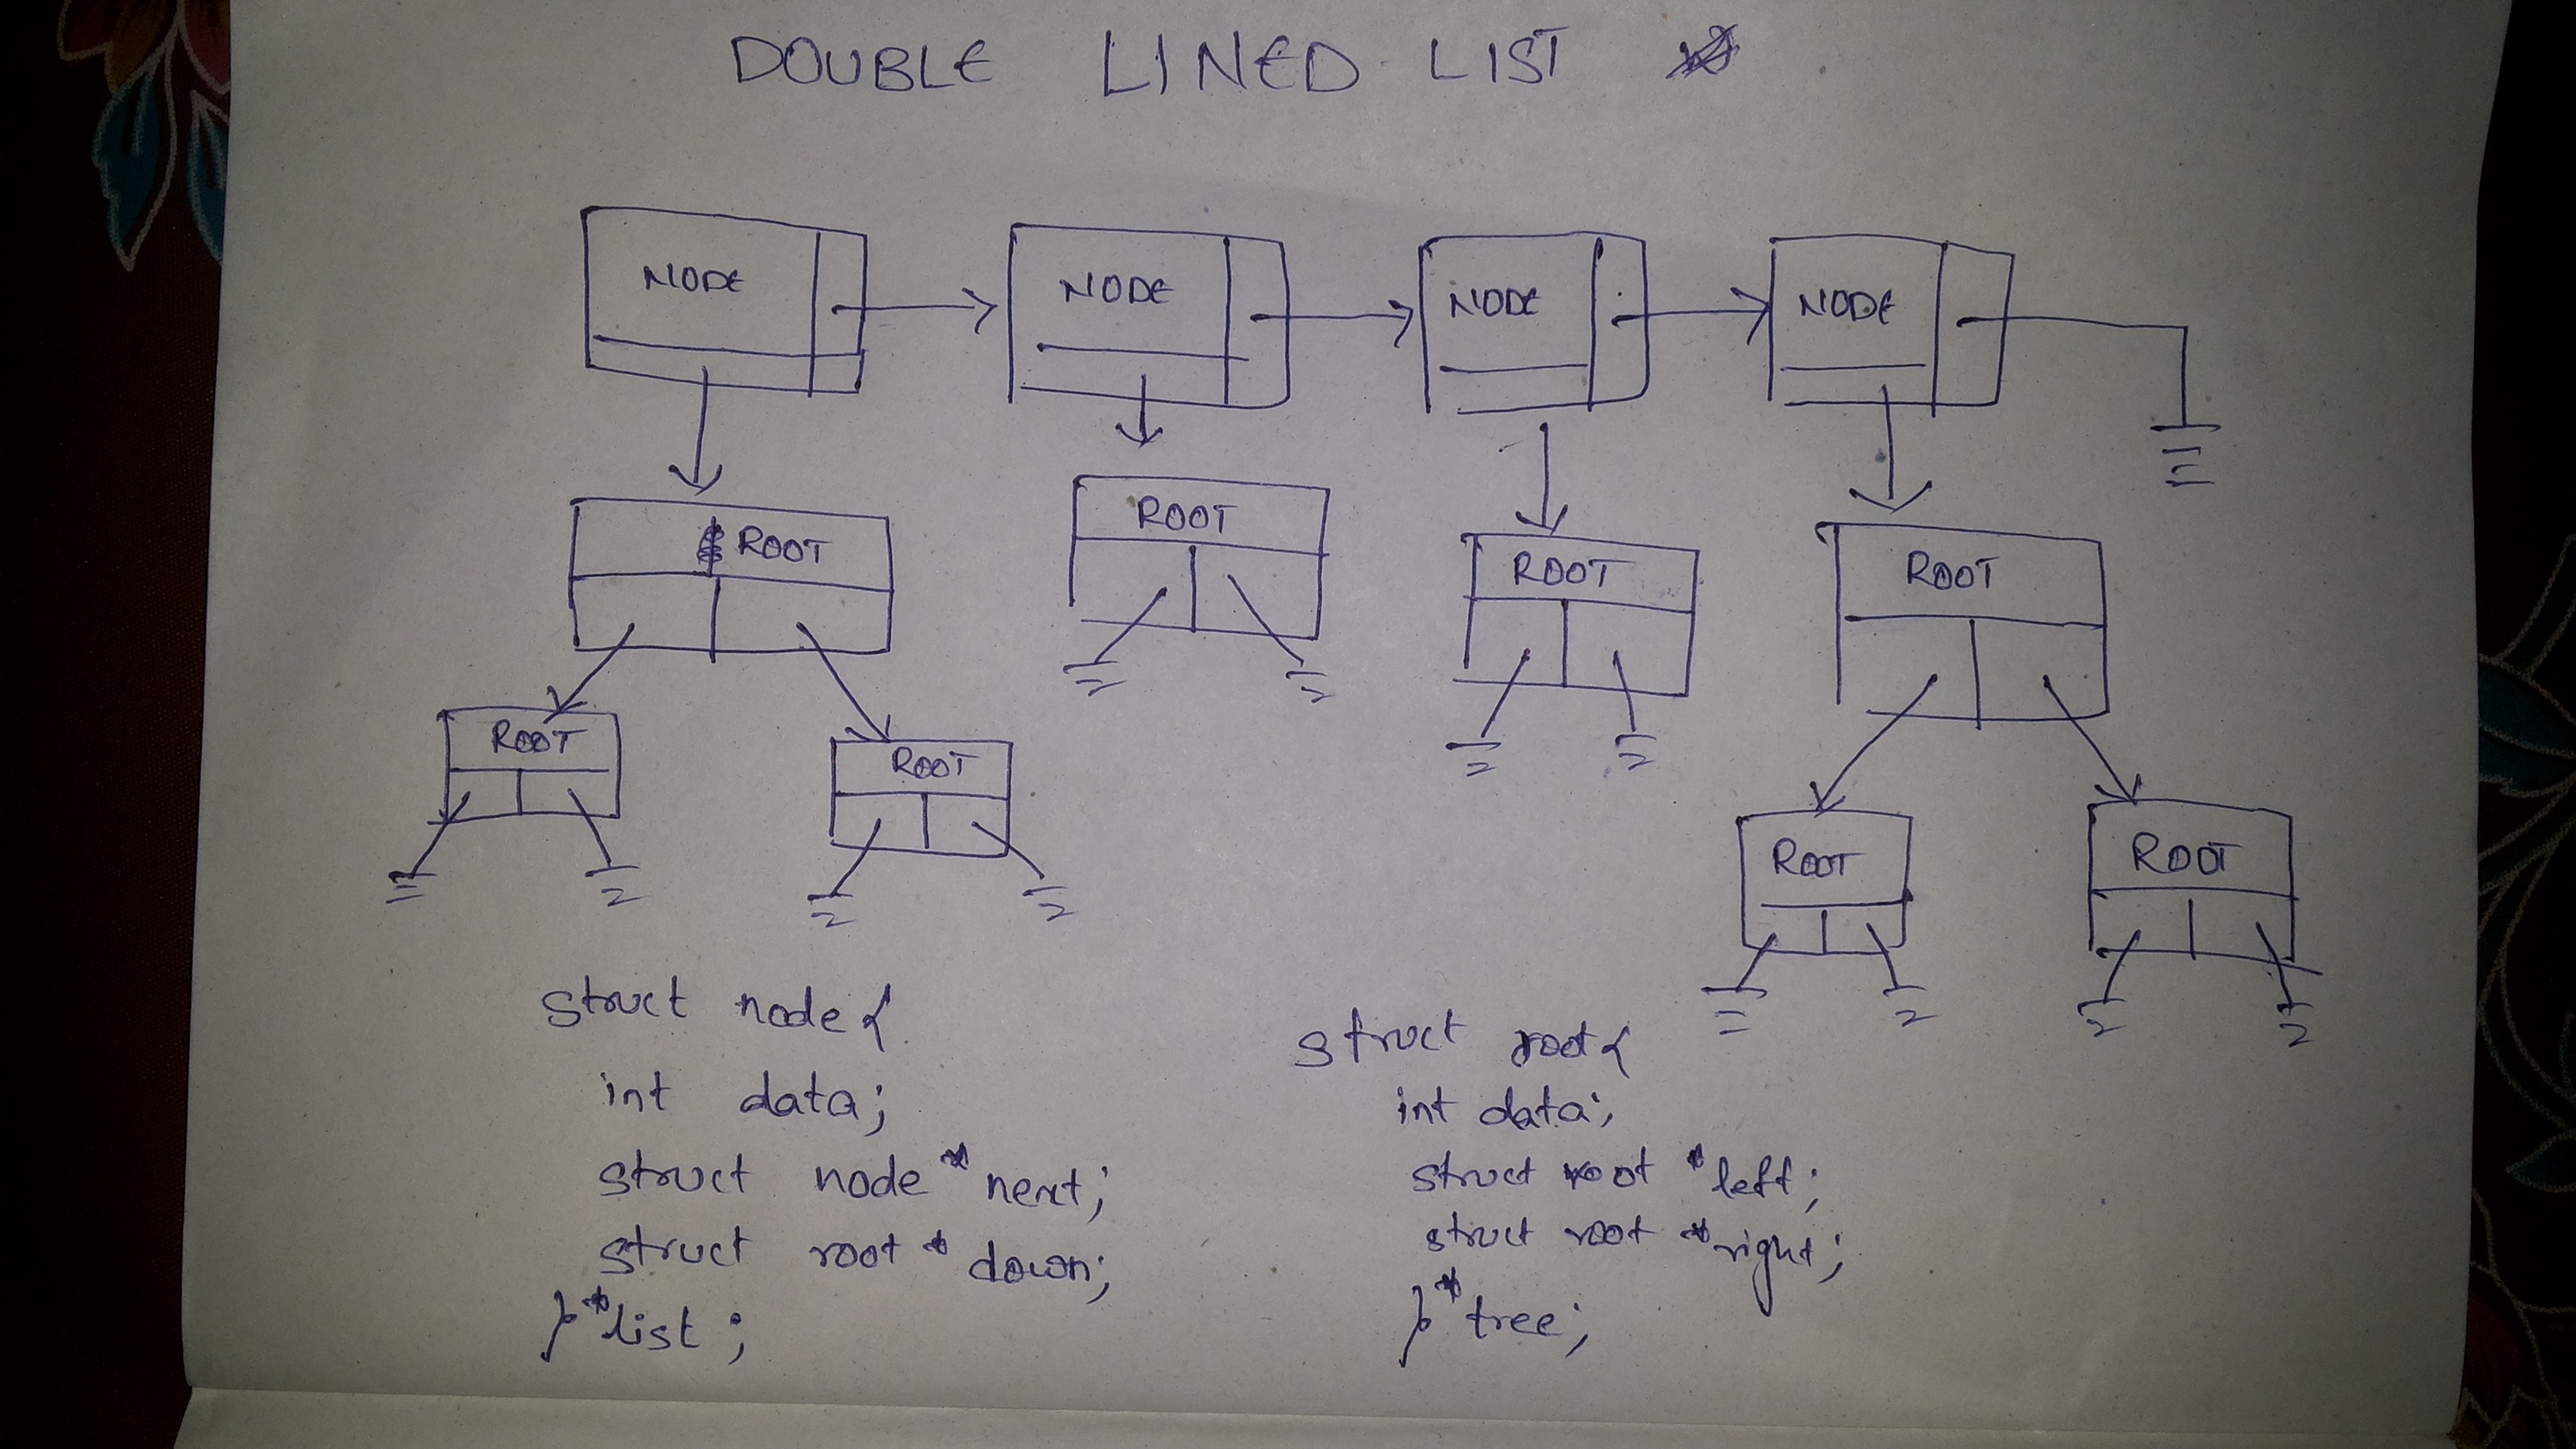 DOUBLE LINED LIST
NODE NODE NODE NODE
ROOT ROOT ROOT ROOT
ROOT ROOT ROOT ROOT
struct node {
int data;
struct node *next;
struct root * down;
} *list;
struct root {
int data;
struct root *left;
struct root *right;
} *tree;